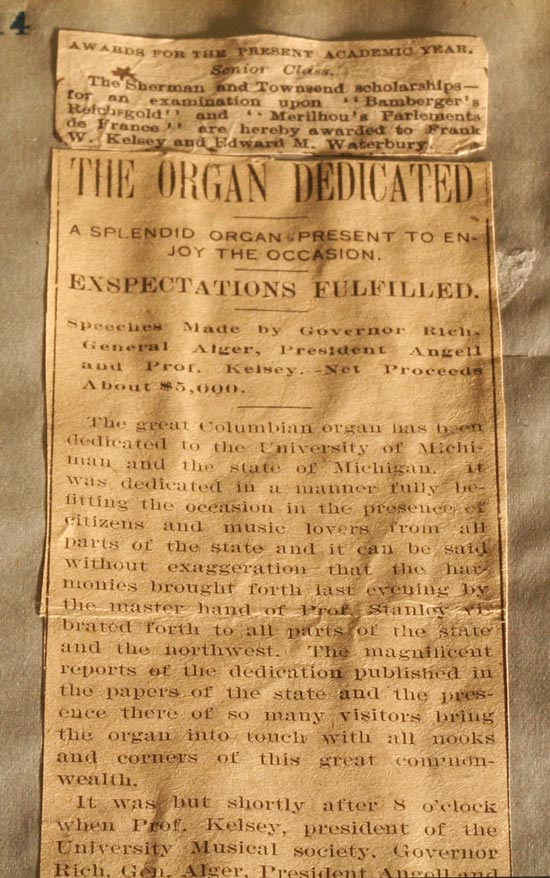 14
AWARDS FOR THE PRESENT ACADEMIC YEAR.
Senior Class.
The Sherman and Townsend scholarships—
for an examination upon "Bamberger's
Reichsgold" and "Merilhou's Parlements
de France" are hereby awarded to Frank
W. Kelsey and Edward M. Waterbury.
THE ORGAN DEDICATED
A SPLENDID ORGAN PRESENT TO EN-
JOY THE OCCASION.
EXSPECTATIONS FULFILLED.
Speeches Made by Governor Rich,
General Alger, President Angell
and Prof. Kelsey.--Net Proceeds
About $5,000.
The great Columbian organ has been
dedicated to the University of Michi-
man and the state of Michigan. It
was dedicated in a manner fully be-
fitting the occasion in the presence of
citizens and music lovers from all
parts of the state and it can be said
without exaggeration that the har-
monies brought forth last evening by
the master hand of Prof. Stanley vi-
brated forth to all parts of the state
and the northwest. The magnificent
reports of the dedication published in
the papers of the state and the pres-
ence there of so many visitors bring
the organ into touch with all nooks
and corners of this great common-
wealth.
It was but shortly after 8 o'clock
when Prof. Kelsey, president of the
University Musical society, Governor
Rich, Gen. Alger, President Angell and